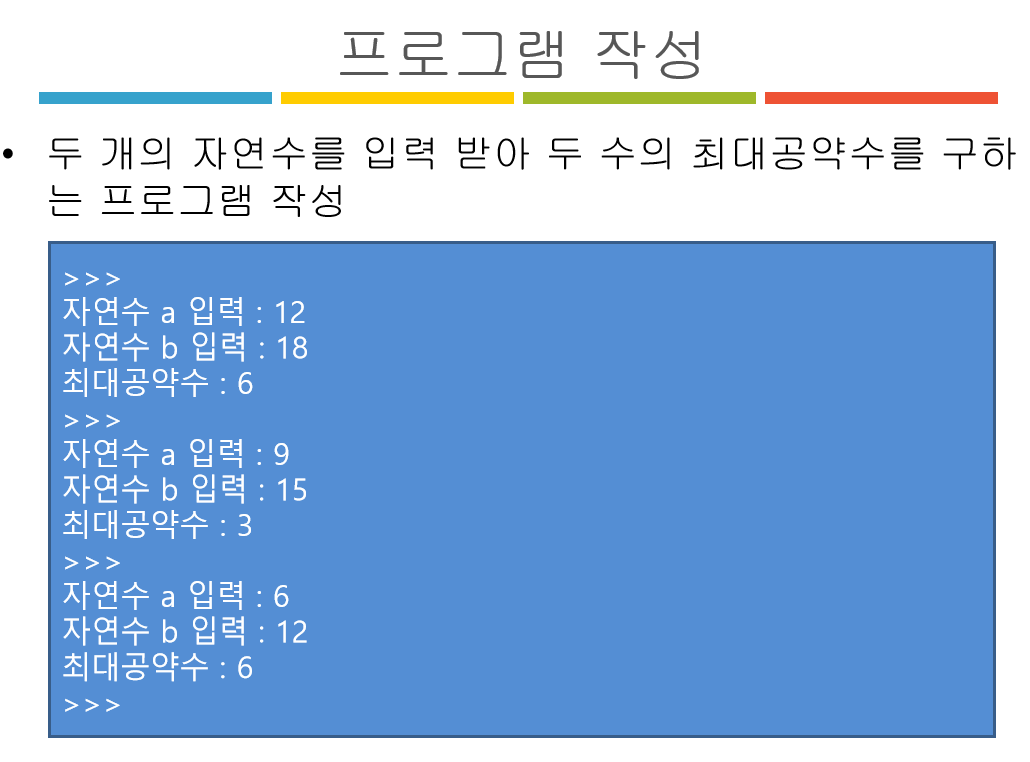 프로그램 작성
• 두 개의 자연수를 입력 받아 두 수의 최대공약수를 구하
는 프로그램 작성
>>>
자연수 a 입력 : 12
자연수 b 입력 : 18
최대공약수 : 6
>>>
자연수 a 입력 : 9
자연수 b 입력 : 15
최대공약수 : 3
>>>
자연수 a 입력 : 6
자연수 b 입력 : 12
최대공약수 : 6
>>>